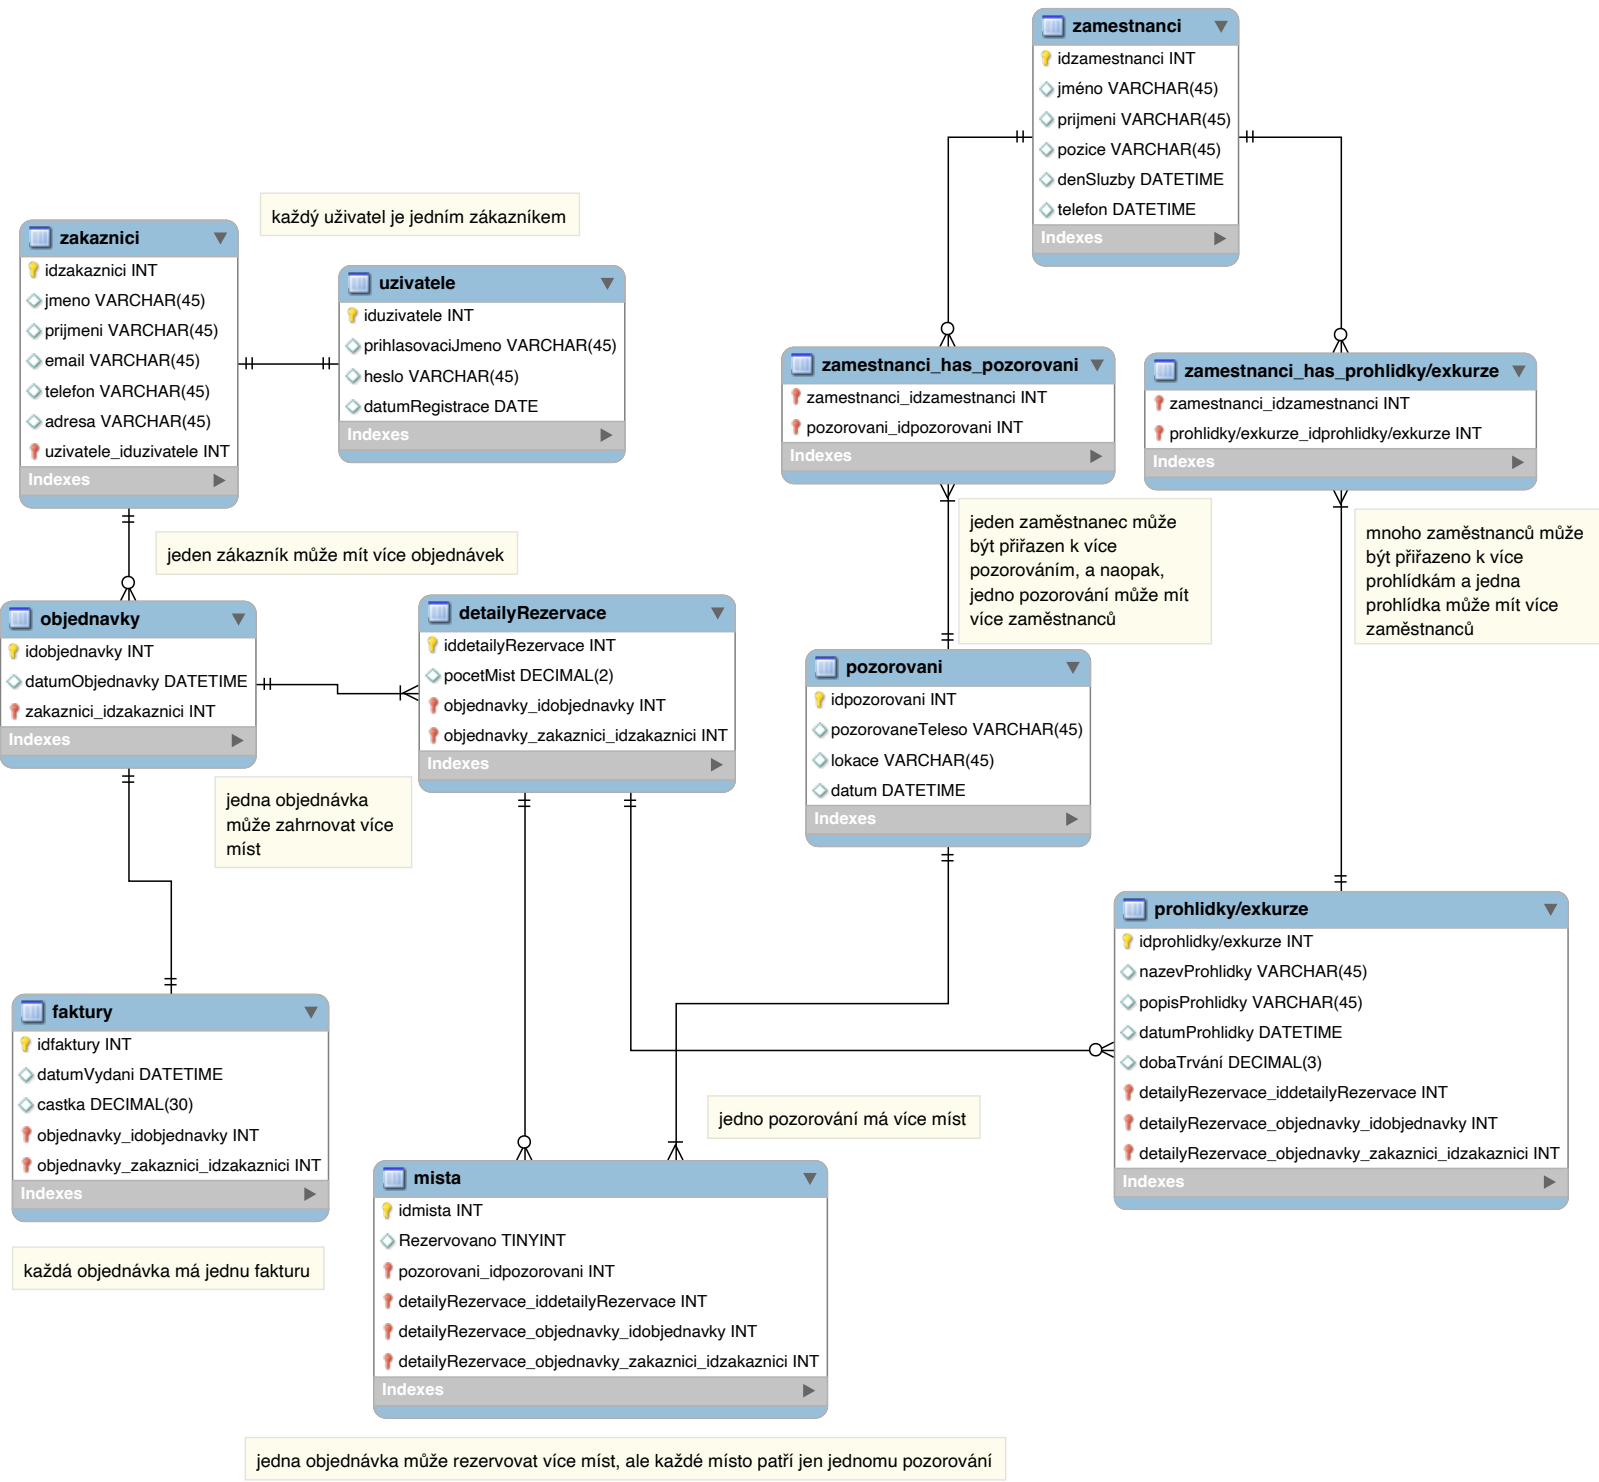 zamestnanci
idzamestnanci INT
jméno VARCHAR(45)
prijmeni VARCHAR(45)
pozice VARCHAR(45)
denSluzby DATETIME
telefon DATETIME
Indexes
každý uživatel je jedním zákazníkem
zakaznici
idzakaznici INT
jmeno VARCHAR(45)
prijmeni VARCHAR(45)
email VARCHAR(45)
telefon VARCHAR(45)
adresa VARCHAR(45)
uzivatele_iduzivatele INT
Indexes
uzivatele
iduzivatele INT
prihlasovaciJmeno VARCHAR(45)
heslo VARCHAR(45)
datumRegistrace DATE
Indexes
zamestnanci_has_pozorovani
zamestnanci_idzamestnanci INT
pozorovani_idpozorovani INT
Indexes
zamestnanci_has_prohlidky/exkurze
zamestnanci_idzamestnanci INT
prohlidky/exkurze_idprohlidky/exkurze INT
Indexes
jeden zákazník může mít více objednávek
jeden zaměstnanec může
být přiřazen k více
pozorováním, a naopak,
jedno pozorování může mít
více zaměstnanců
mnoho zaměstnanců může
být přiřazeno k více
prohlídkám a jedna
prohlídka může mít více
zaměstnanců
objednavky
idobjednavky INT
datumObjednavky DATETIME
zakaznici_idzakaznici INT
Indexes
detailyRezervace
iddetailyRezervace INT
pocetMist DECIMAL(2)
objednavky_idobjednavky INT
objednavky_zakaznici_idzakaznici INT
Indexes
pozorovani
idpozorovani INT
pozorovaneTeleso VARCHAR(45)
lokace VARCHAR(45)
datum DATETIME
Indexes
jedna objednávka
může zahrnovat více
míst
prohlidky/exkurze
idprohlidky/exkurze INT
nazevProhlidky VARCHAR(45)
popisProhlidky VARCHAR(45)
datumProhlidky DATETIME
dobaTrvání DECIMAL(3)
detailyRezervace_iddetailyRezervace INT
detailyRezervace_objednavky_idobjednavky INT
detailyRezervace_objednavky_zakaznici_idzakaznici INT
Indexes
faktury
idfaktury INT
datumVydani DATETIME
castka DECIMAL(30)
objednavky_idobjednavky INT
objednavky_zakaznici_idzakaznici INT
Indexes
jedno pozorování má více míst
mista
idmista INT
Rezervovano TINYINT
pozorovani_idpozorovani INT
detailyRezervace_iddetailyRezervace INT
detailyRezervace_objednavky_idobjednavky INT
detailyRezervace_objednavky_zakaznici_idzakaznici INT
Indexes
každá objednávka má jednu fakturu
jedna objednávka může rezervovat více míst, ale každé místo patří jen jednomu pozorování